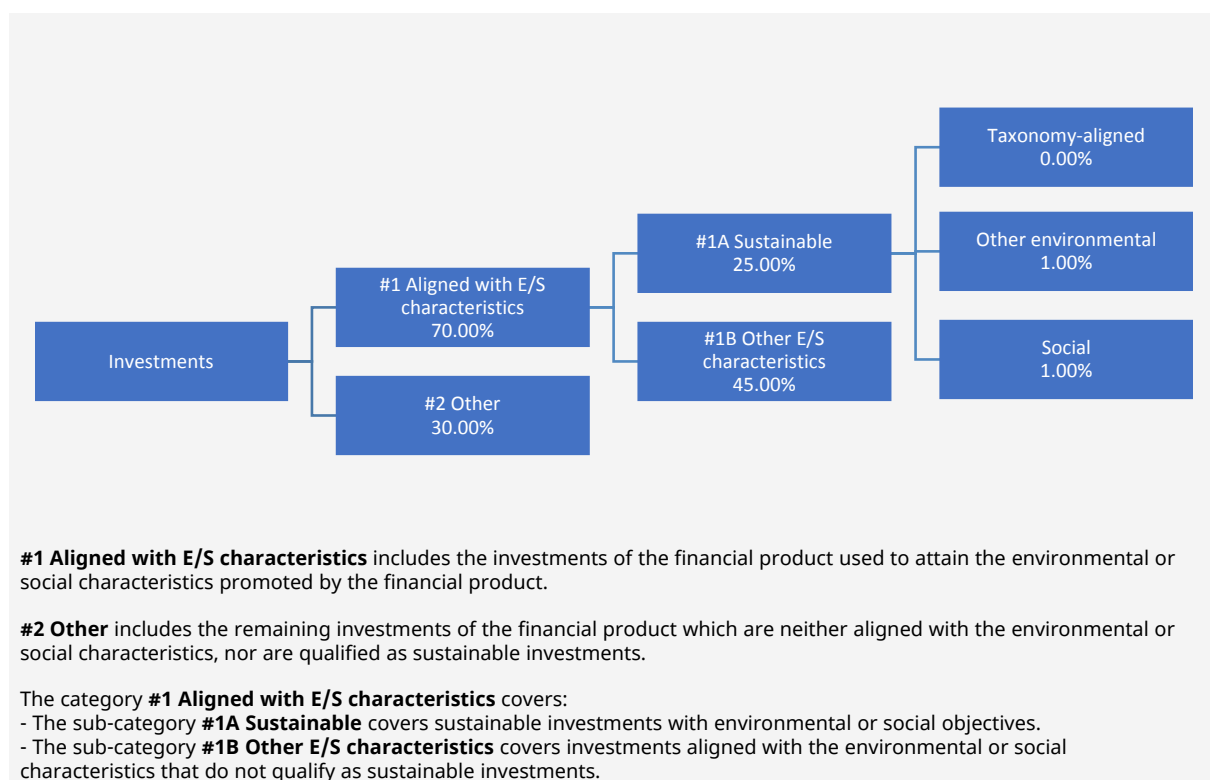 Investments
#1 Aligned with E/S
characteristics
70.00%
#2 Other
30.00%
#1A Sustainable
25.00%
#1B Other E/S
characteristics
45.00%
Taxonomy-aligned
0.00%
Other environmental
1.00%
Social
1.00%
#1 Aligned with E/S characteristics includes the investments of the financial product used to attain the environmental or
social characteristics promoted by the financial product.
#2 Other includes the remaining investments of the financial product which are neither aligned with the environmental or
social characteristics, nor are qualified as sustainable investments.
The category #1 Aligned with E/S characteristics covers:
- The sub-category #1A Sustainable covers sustainable investments with environmental or social objectives.
- The sub-category #1B Other E/S characteristics covers investments aligned with the environmental or social
characteristics that do not qualify as sustainable investments.